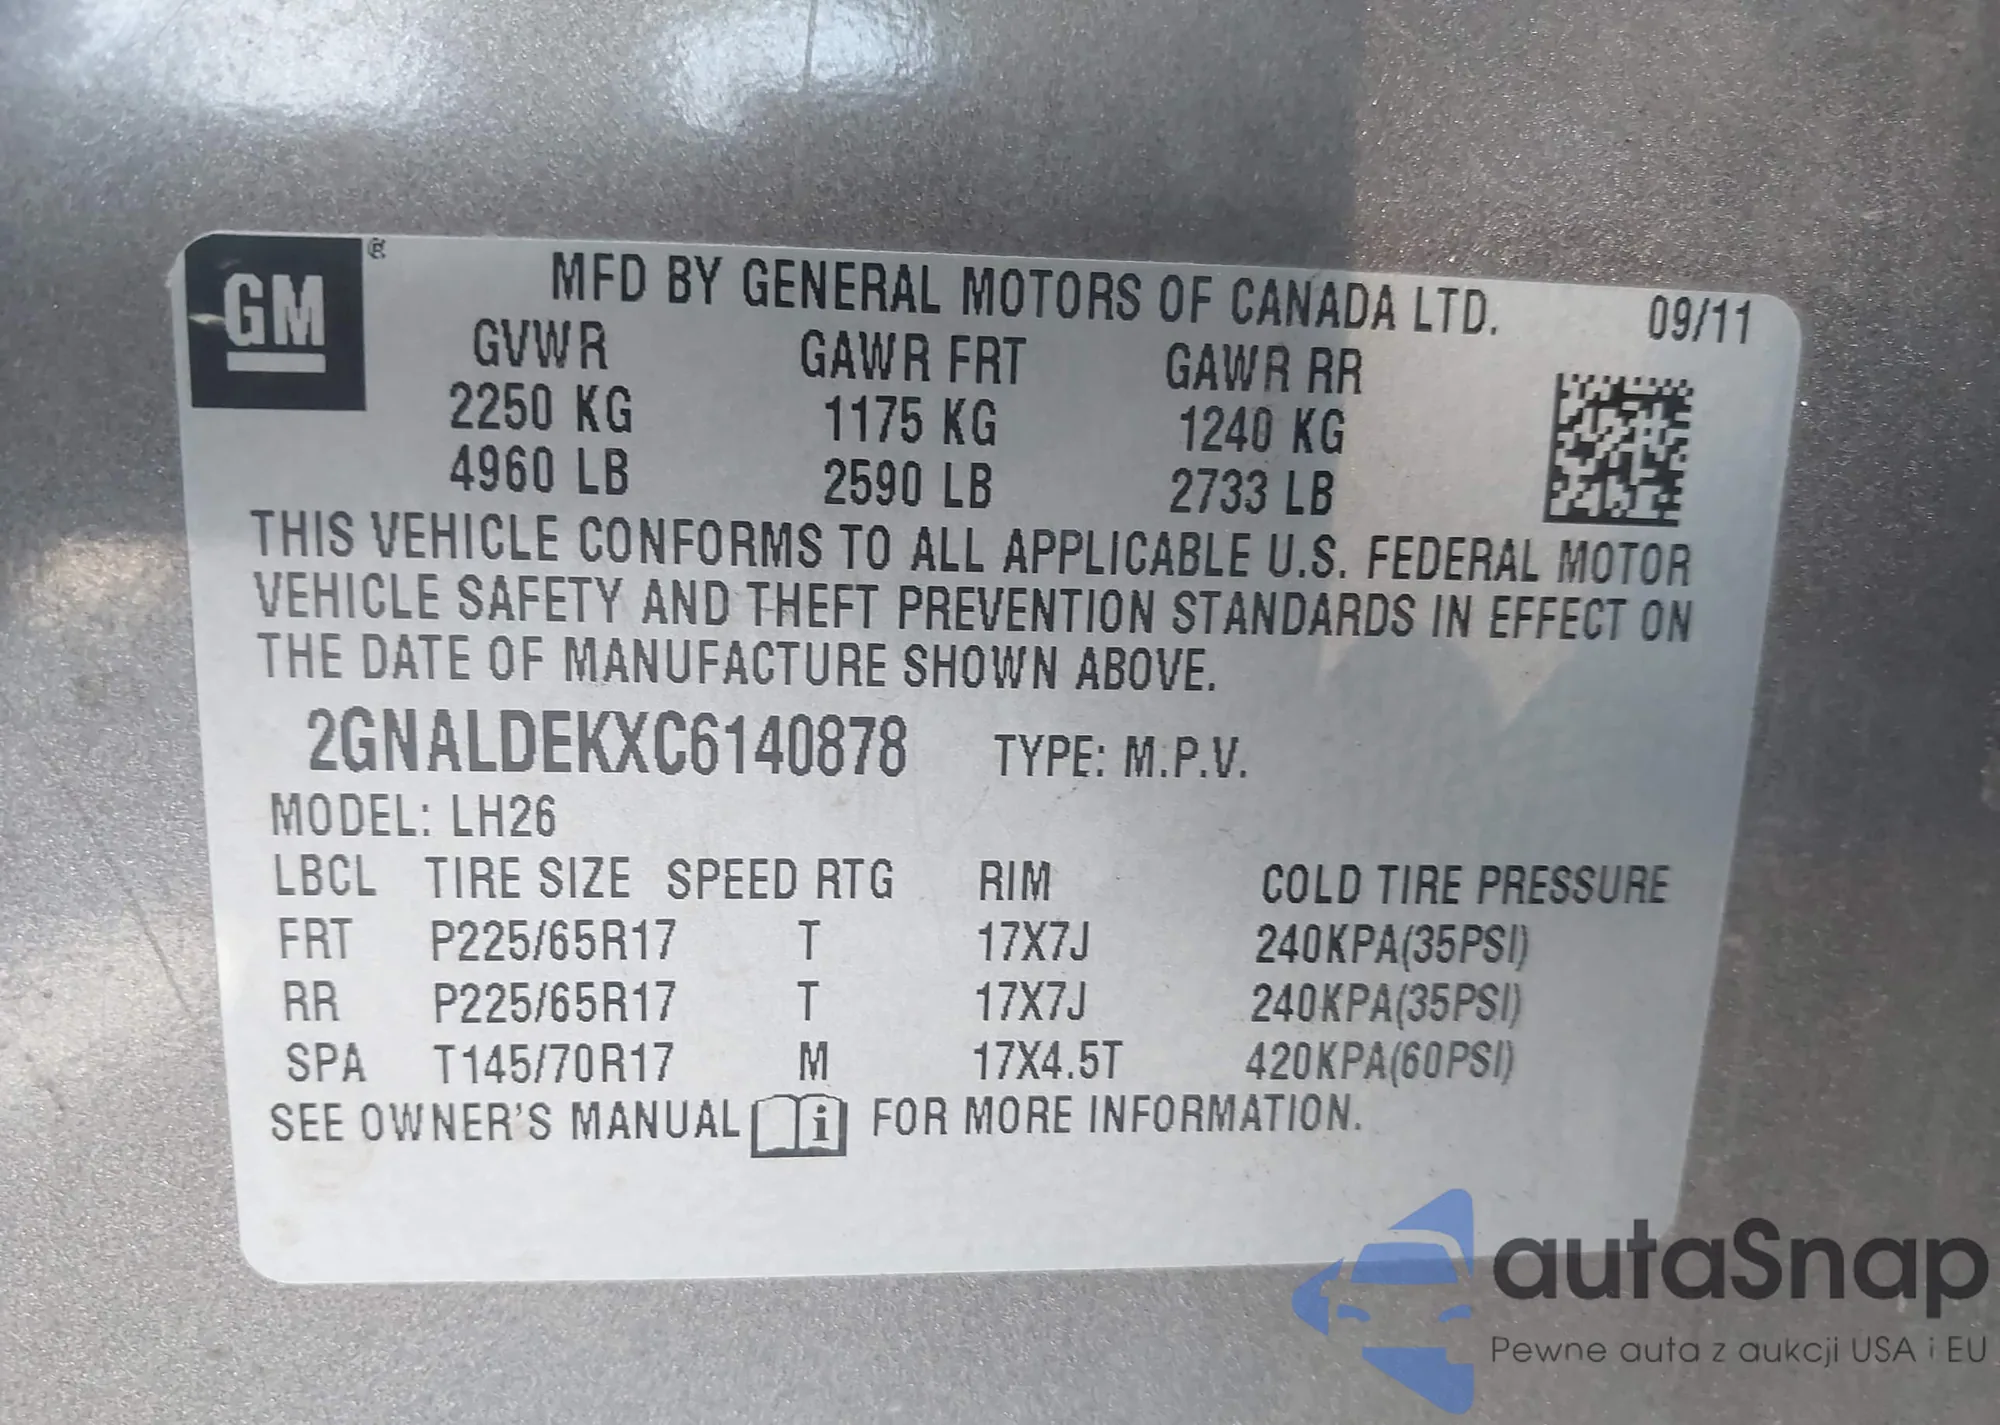 GM ®
MFD BY GENERAL MOTORS OF CANADA LTD. 09/11
GVWR GAWR FRT GAWR RR
2250 KG 1175 KG 1240 KG
4960 LB 2590 LB 2733 LB
THIS VEHICLE CONFORMS TO ALL APPLICABLE U.S. FEDERAL MOTOR
VEHICLE SAFETY AND THEFT PREVENTION STANDARDS IN EFFECT ON
THE DATE OF MANUFACTURE SHOWN ABOVE.
2GNALDEKXC6140878 TYPE: M.P.V.
MODEL: LH26
LBCL TIRE SIZE SPEED RTG RIM COLD TIRE PRESSURE
FRT P225/65R17 T 17X7J 240KPA(35PSI)
RR P225/65R17 T 17X7J 240KPA(35PSI)
SPA T145/70R17 M 17X4.5T 420KPA(60PSI)
SEE OWNER'S MANUAL i FOR MORE INFORMATION.
autaSnap
Pewne auta z aukcji USA i EU